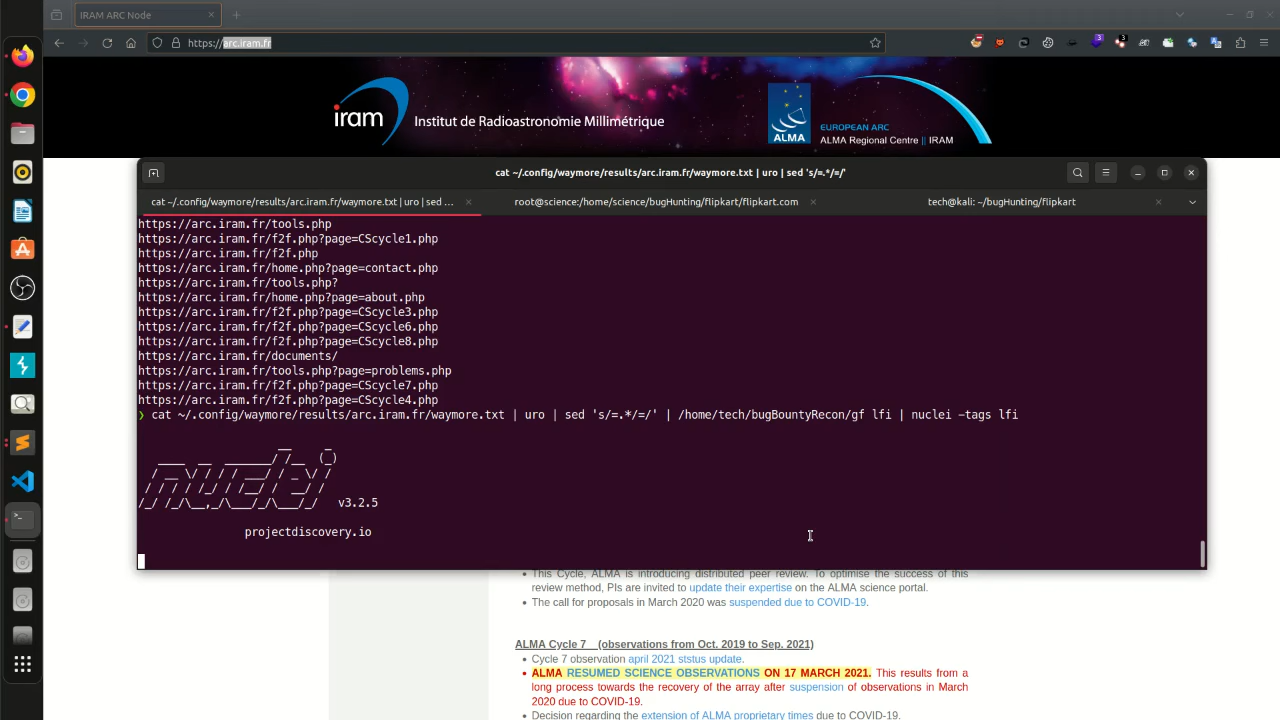 IRAM ARC Node
https://arc.iram.fr
3
3
iram
Institut de Radioastronomie Millimétrique
ALMA
EUROPEAN ARC
ALMA Regional Centre || IRAM
cat ~/.config/waymore/results/arc.iram.fr/waymore.txt | uro | sed 's/=.*/=/'
cat ~/.config/waymore/results/arc.iram.fr/waymore.txt | uro | sed ...
root@science:/home/science/bugHunting/flipkart/flipkart.com
tech@kali: ~/bugHunting/flipkart
https://arc.iram.fr/tools.php
https://arc.iram.fr/f2f.php?page=CScycle1.php
https://arc.iram.fr/f2f.php
https://arc.iram.fr/home.php?page=contact.php
https://arc.iram.fr/tools.php?
https://arc.iram.fr/home.php?page=about.php
https://arc.iram.fr/f2f.php?page=CScycle3.php
https://arc.iram.fr/f2f.php?page=CScycle6.php
https://arc.iram.fr/f2f.php?page=CScycle8.php
https://arc.iram.fr/documents/
https://arc.iram.fr/tools.php?page=problems.php
https://arc.iram.fr/f2f.php?page=CScycle7.php
https://arc.iram.fr/f2f.php?page=CScycle4.php
❯ cat ~/.config/waymore/results/arc.iram.fr/waymore.txt | uro | sed 's/=.*/=/' | /home/tech/bugBountyRecon/gf lfi | nuclei -tags lfi
nuclei v3.2.5
projectdiscovery.io
• This Cycle, ALMA is introducing distributed peer review. To optimise the success of this
review method, PIs are invited to update their expertise on the ALMA science portal.
• The call for proposals in March 2020 was suspended due to COVID-19.
ALMA Cycle 7 (observations from Oct. 2019 to Sep. 2021)
• Cycle 7 observation april 2021 ststus update.
• ALMA RESUMED SCIENCE OBSERVATIONS ON 17 MARCH 2021. This results from a
long process towards the recovery of the array after suspension of observations in March
2020 due to COVID-19.
• Decision regarding the extension of ALMA proprietary times due to COVID-19.